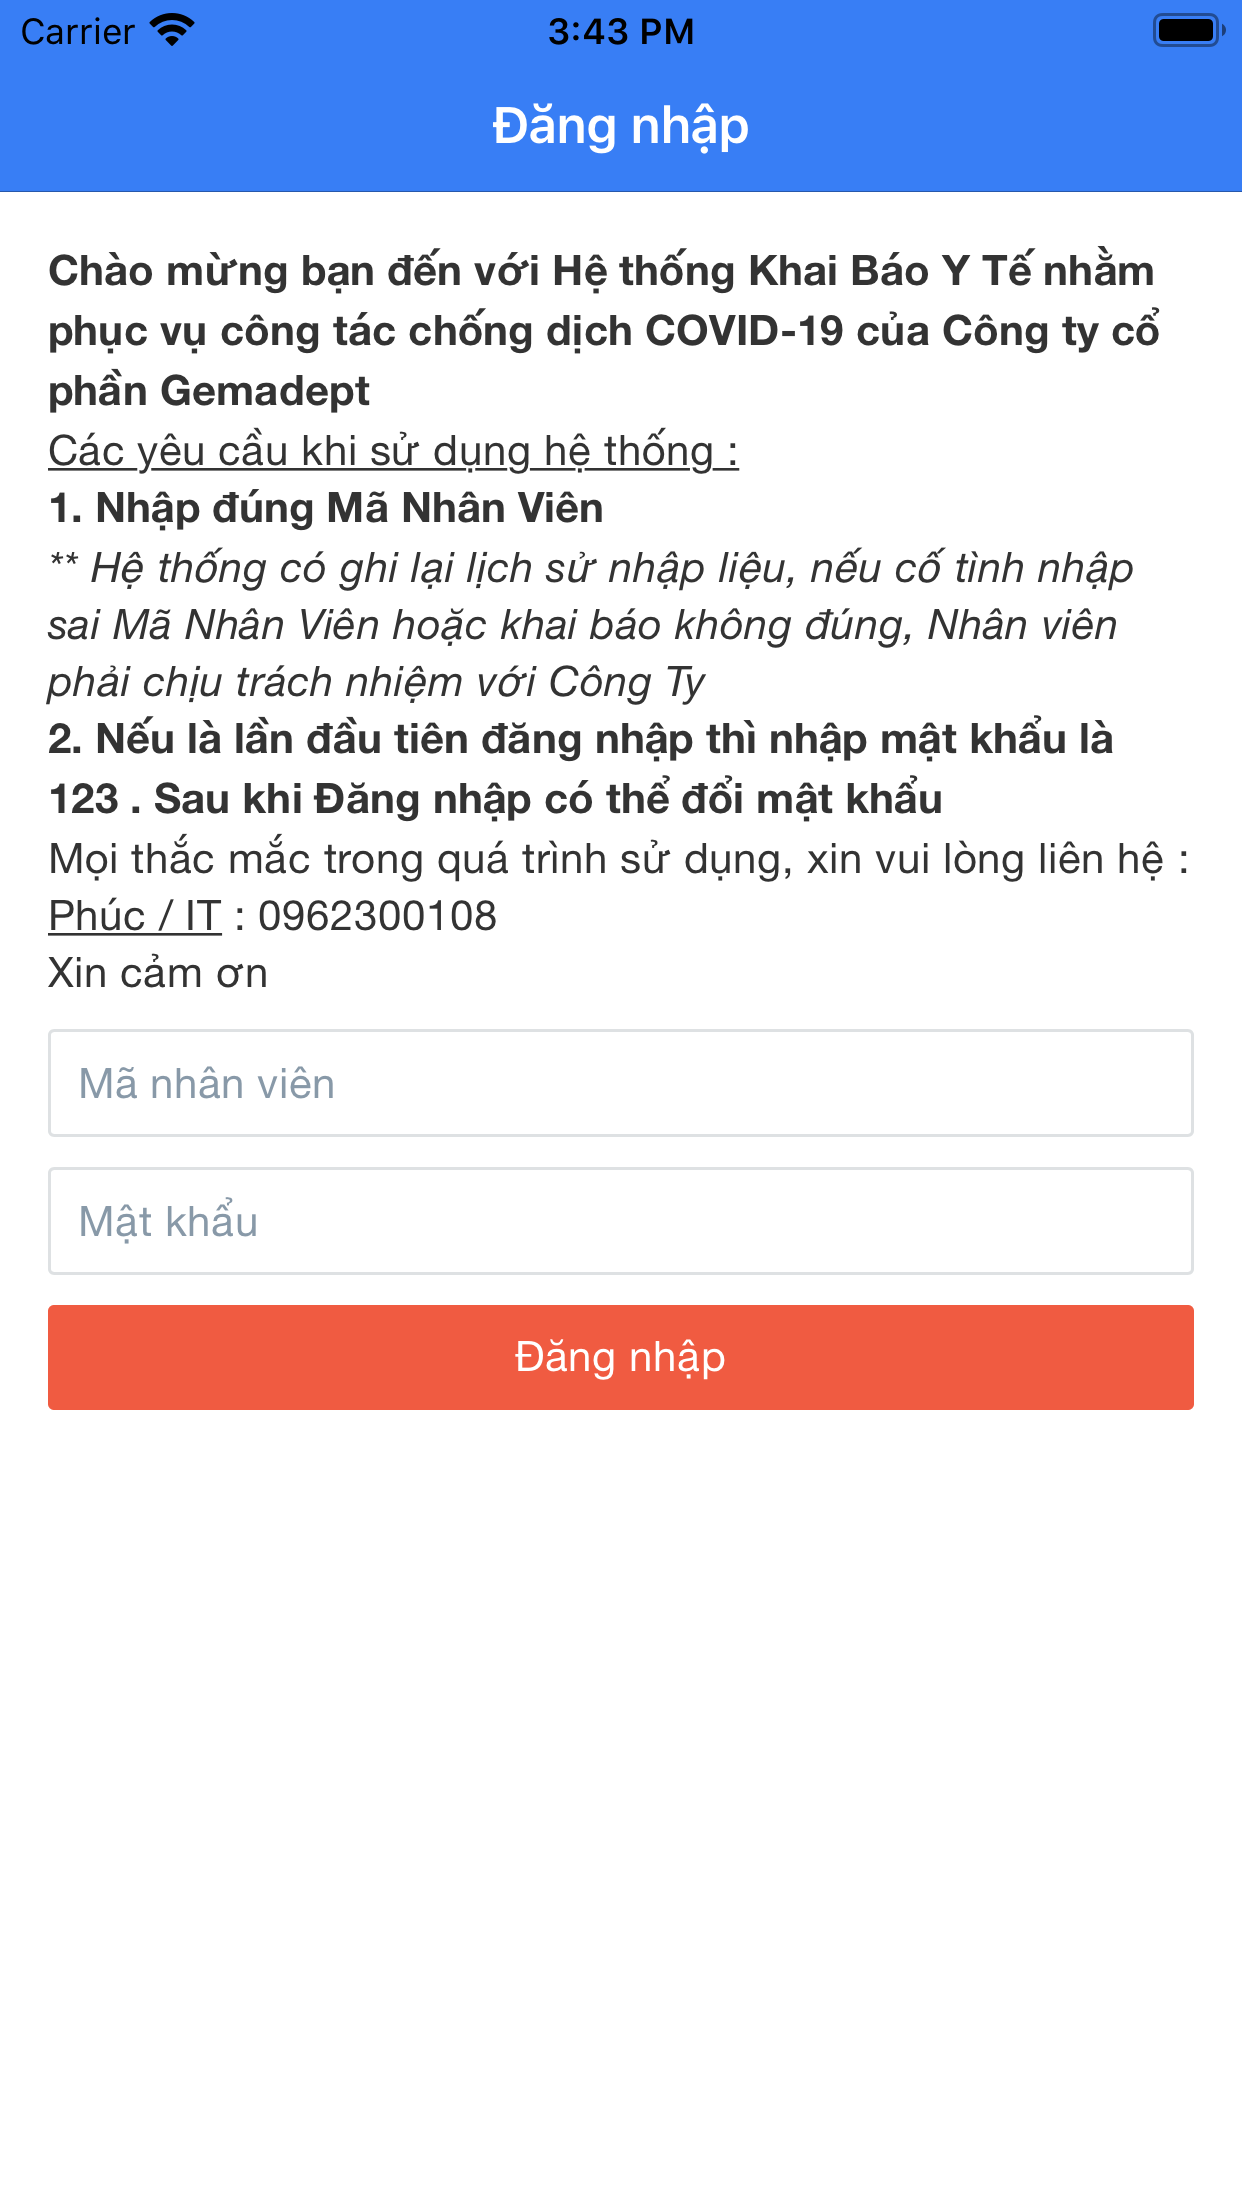 Carrier 3:43 PM
Đăng nhập
Chào mừng bạn đến với Hệ thống Khai Báo Y Tế nhằm
phục vụ công tác chống dịch COVID-19 của Công ty cổ
phần Gemadept
Các yêu cầu khi sử dụng hệ thống :
1. Nhập đúng Mã Nhân Viên
** Hệ thống có ghi lại lịch sử nhập liệu, nếu cố tình nhập
sai Mã Nhân Viên hoặc khai báo không đúng, Nhân viên
phải chịu trách nhiệm với Công Ty
2. Nếu là lần đầu tiên đăng nhập thì nhập mật khẩu là
123 . Sau khi Đăng nhập có thể đổi mật khẩu
Mọi thắc mắc trong quá trình sử dụng, xin vui lòng liên hệ :
Phúc / IT : 0962300108
Xin cảm ơn
Mã nhân viên
Mật khẩu
Đăng nhập